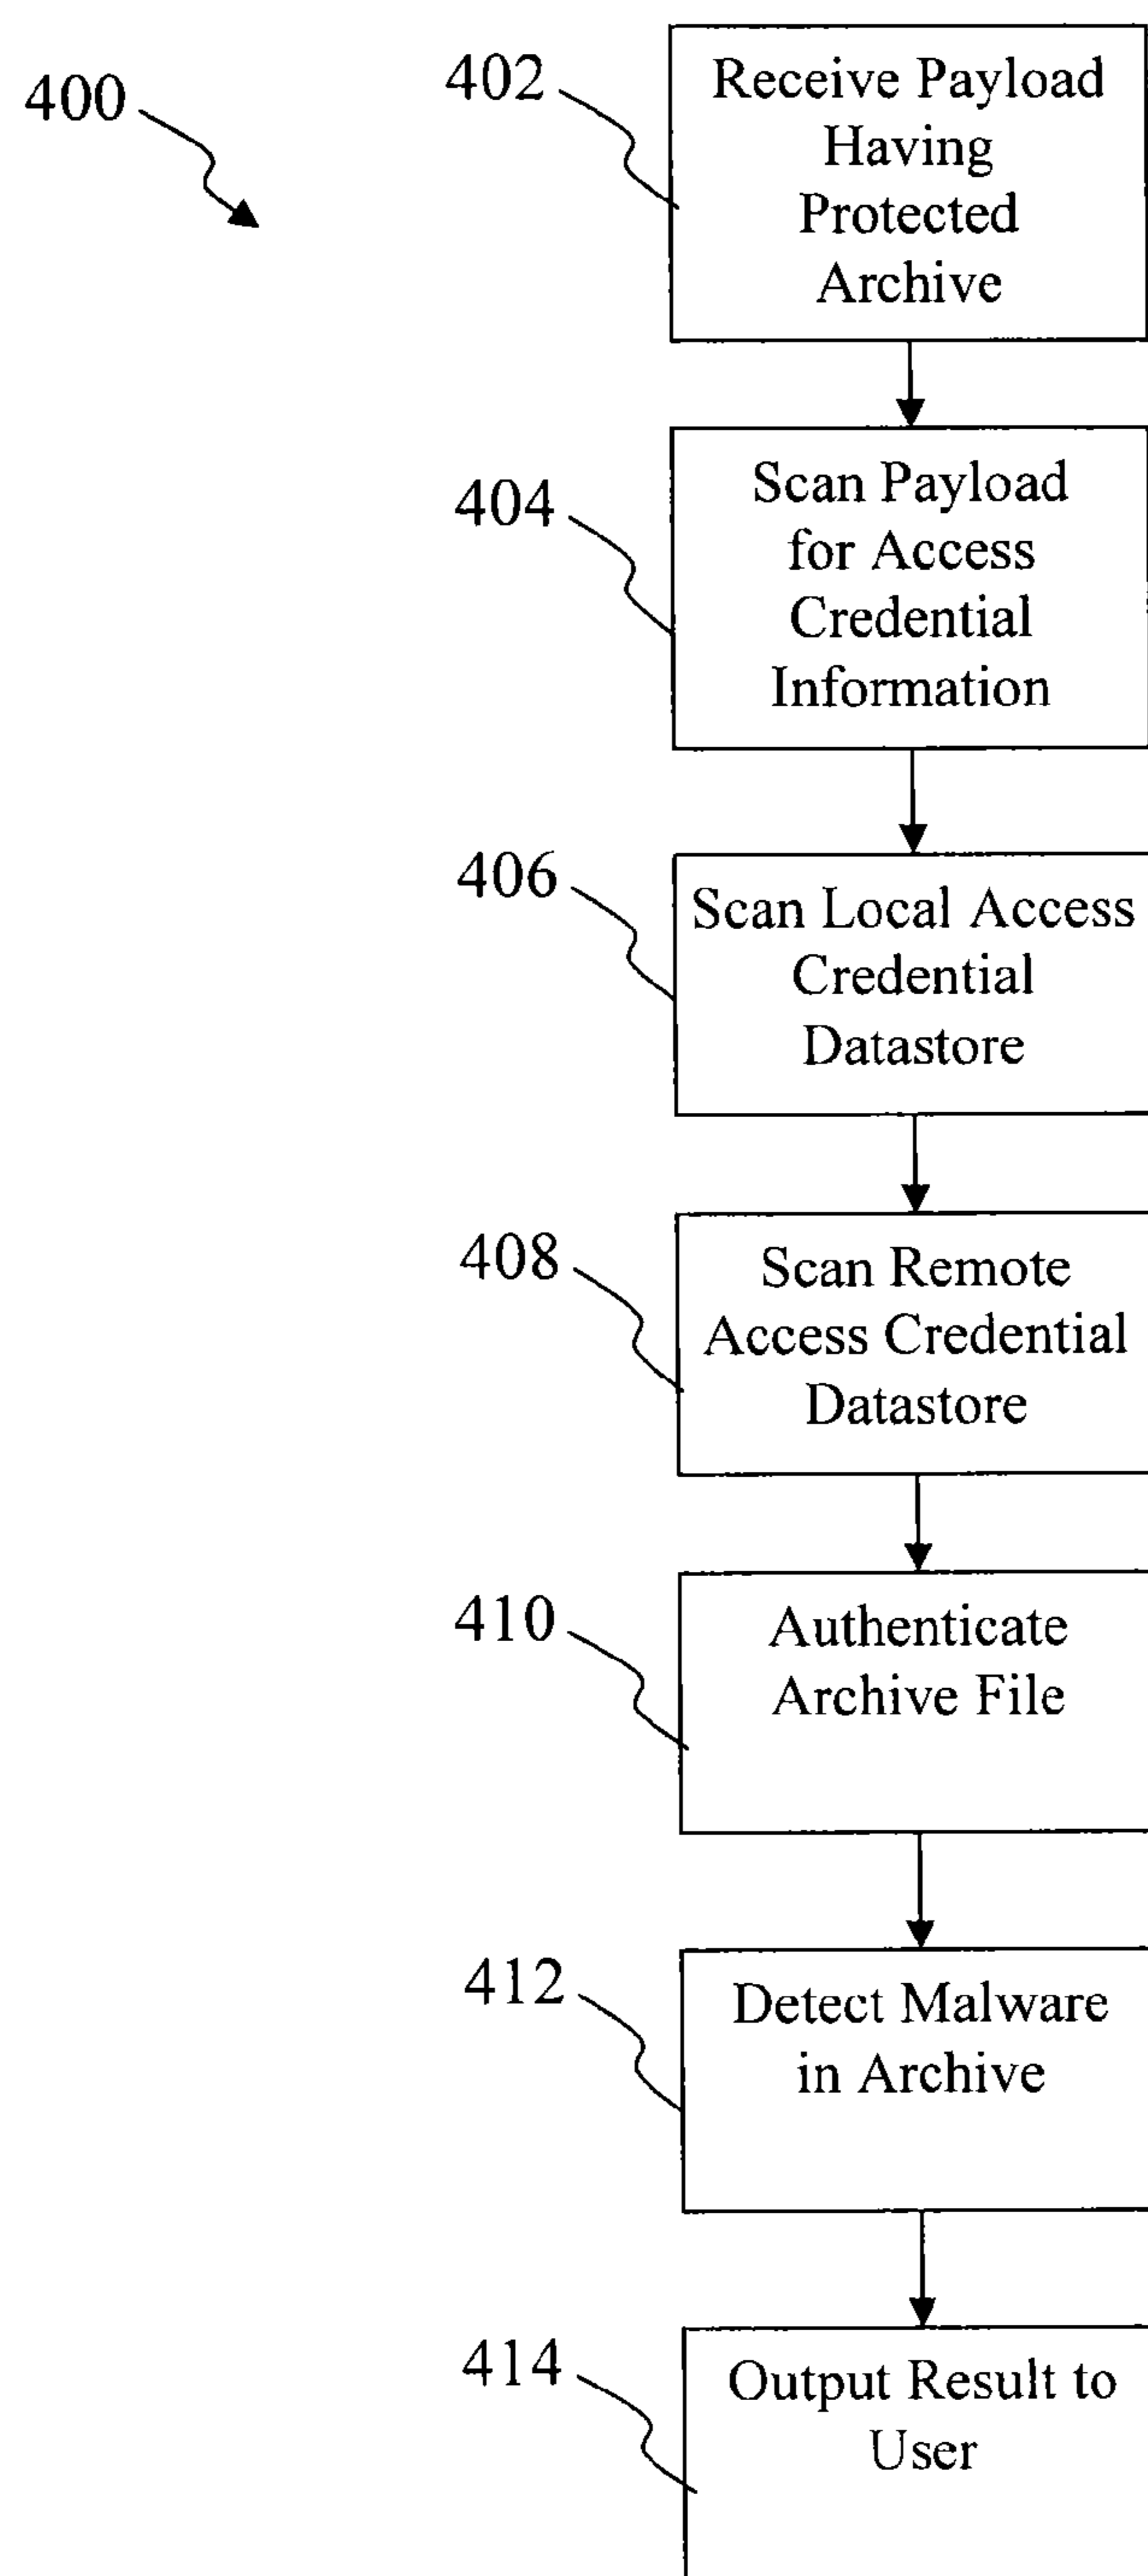 400
402
Receive Payload
Having
Protected
Archive
404
Scan Payload
for Access
Credential
Information
406
Scan Local Access
Credential
Datastore
408
Scan Remote
Access Credential
Datastore
410
Authenticate
Archive File
412
Detect Malware
in Archive
414
Output Result to
User